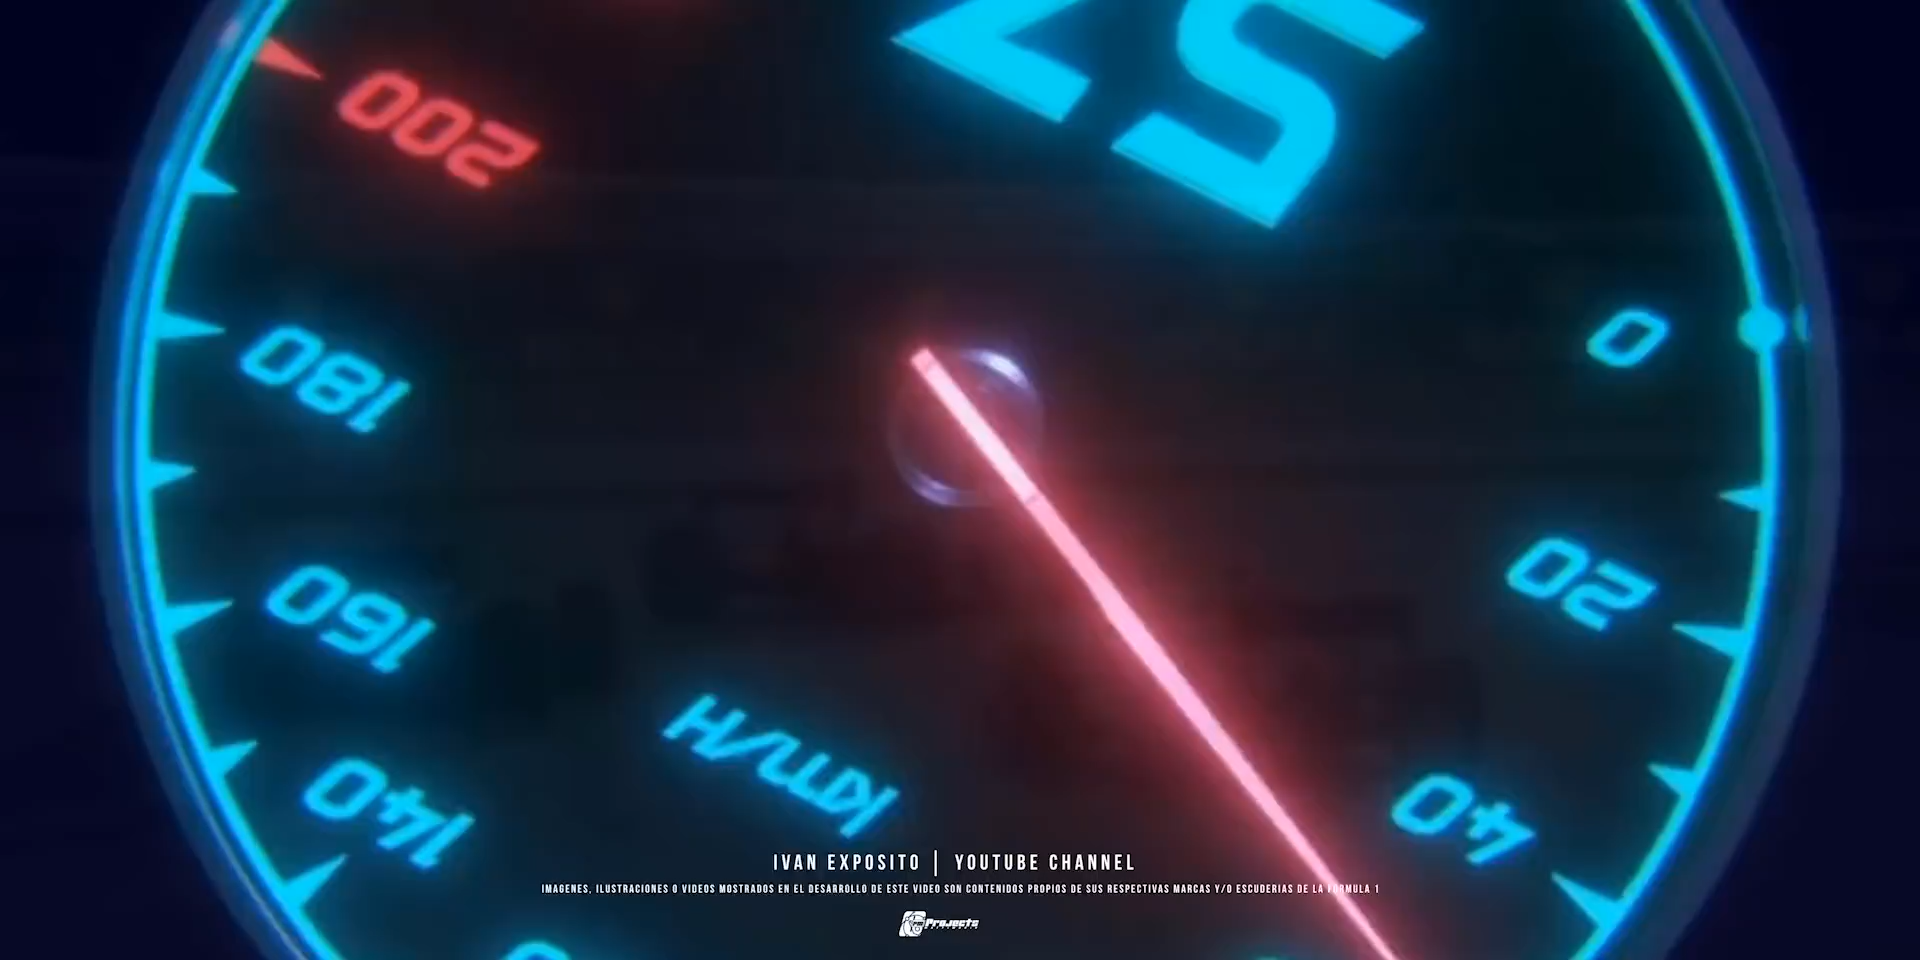 200
180
160
140
0
20
40
km/H
IVAN EXPOSITO | YOUTUBE CHANNEL
IMAGENES, ILUSTRACIONES O VIDEOS MOSTRADOS EN EL DESARROLLO DE ESTE VIDEO SON CONTENIDOS PROPIOS DE SUS RESPECTIVAS MARCAS Y/O ESCUDERIAS DE LA FORMULA 1
Projects